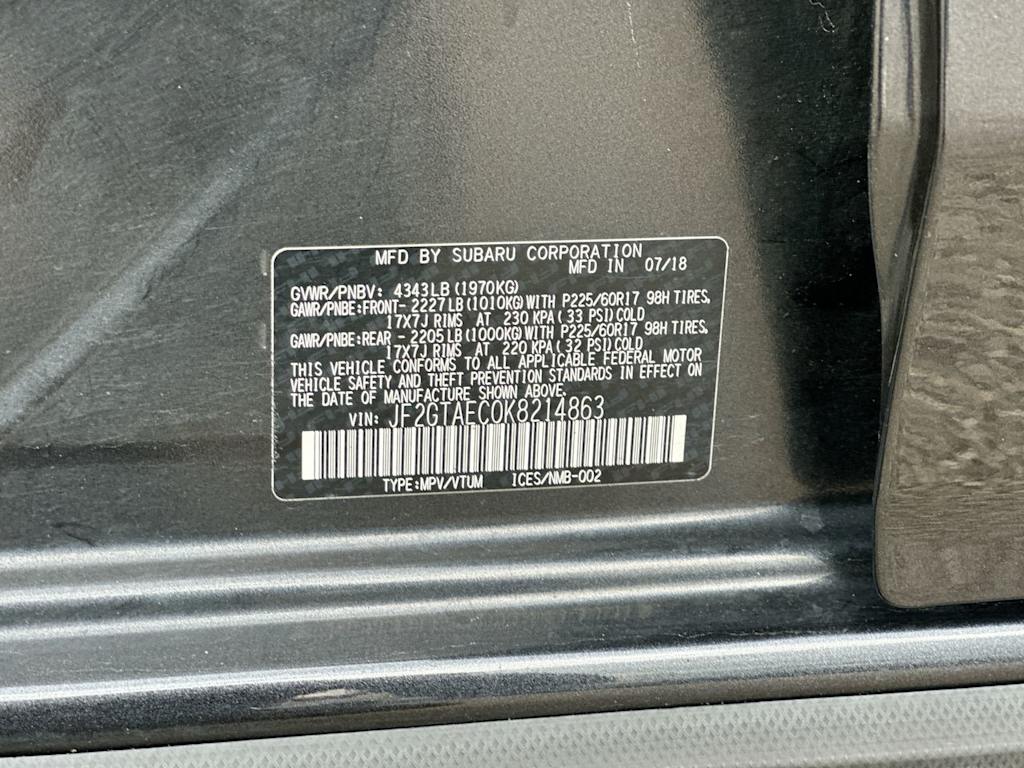 MFD BY SUBARU CORPORATION
MFD IN 07/18
GVWR/PNBV: 4343LB(1970KG)
GAWR/PNBE:FRONT- 2227LB(1010KG)WITH P225/60R17 98H TIRES,
17X7J RIMS AT 230 KPA( 33 PSI)COLD
GAWR/PNBE:REAR - 2205LB(1000KG)WITH P225/60R17 98H TIRES,
17X7J RIMS AT 220 KPA( 32 PSI)COLD
THIS VEHICLE CONFORMS TO ALL APPLICABLE FEDERAL MOTOR
VEHICLE SAFETY AND THEFT PREVENTION STANDARDS IN EFFECT ON
THE DATE OF MANUFACTURE SHOWN ABOVE.
VIN: JF2GTAEC0K8214863
TYPE:MPV/VTUM ICES/NMB-002